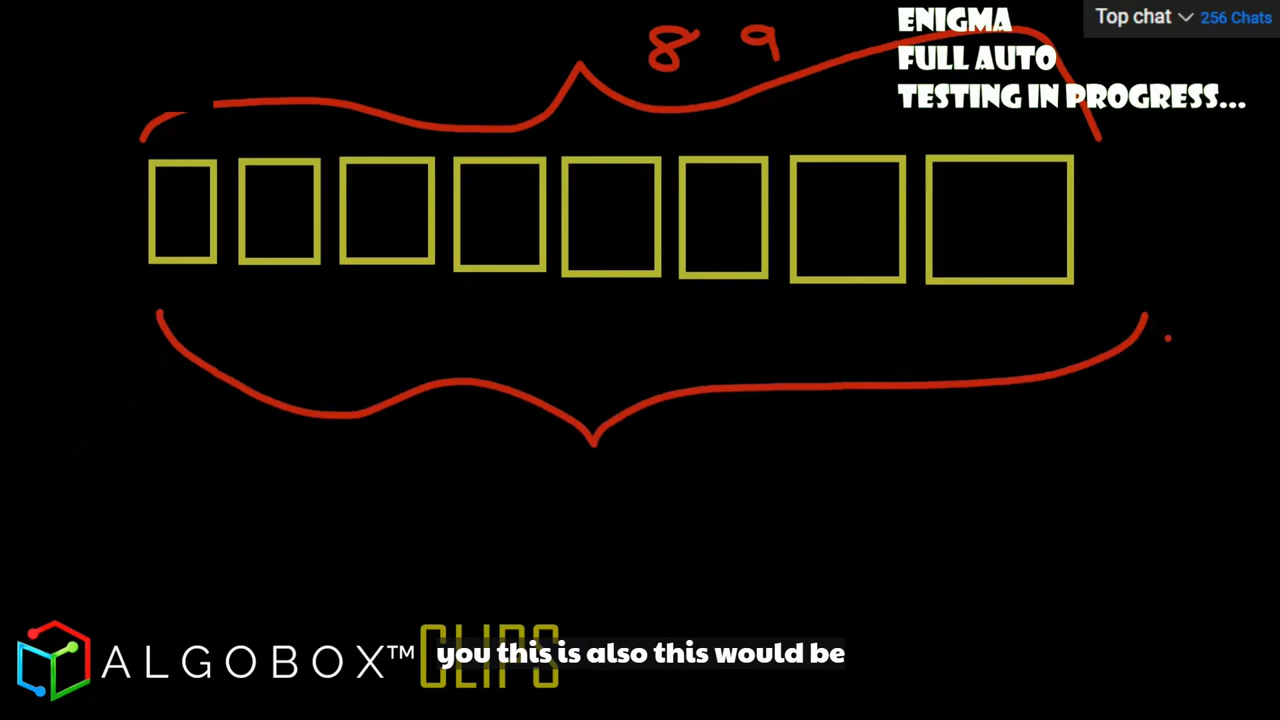 ENIGMA
FULL AUTO
TESTING IN PROGRESS...
Top chat 256 Chats
8 9
ALGOBOX™ CLIPS
you this is also this would be